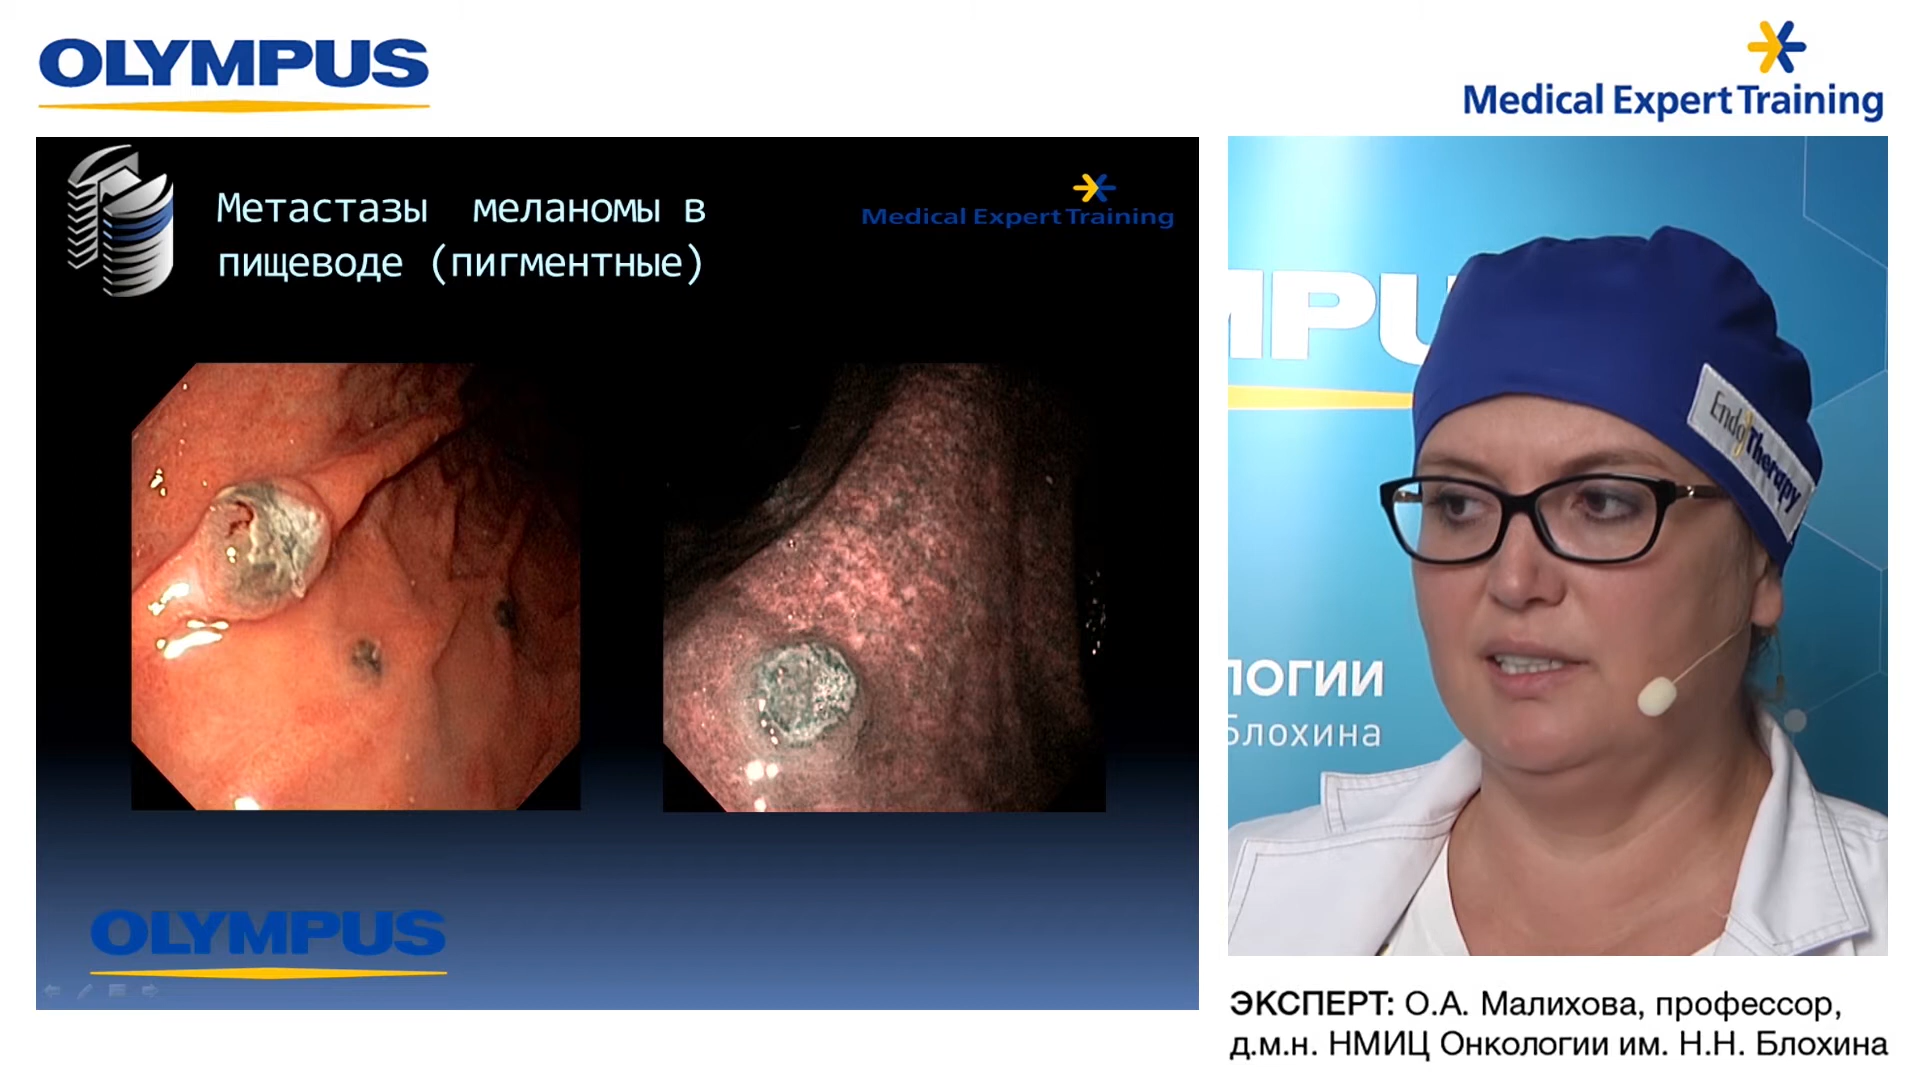 OLYMPUS
Medical Expert Training
Метастазы меланомы в
пищеводе (пигментные)
Medical Expert Training
OLYMPUS
MPU
EndoTherapy
логии
Блохина
ЭКСПЕРТ: О.А. Малихова, профессор,
д.м.н. НМИЦ Онкологии им. Н.Н. Блохина